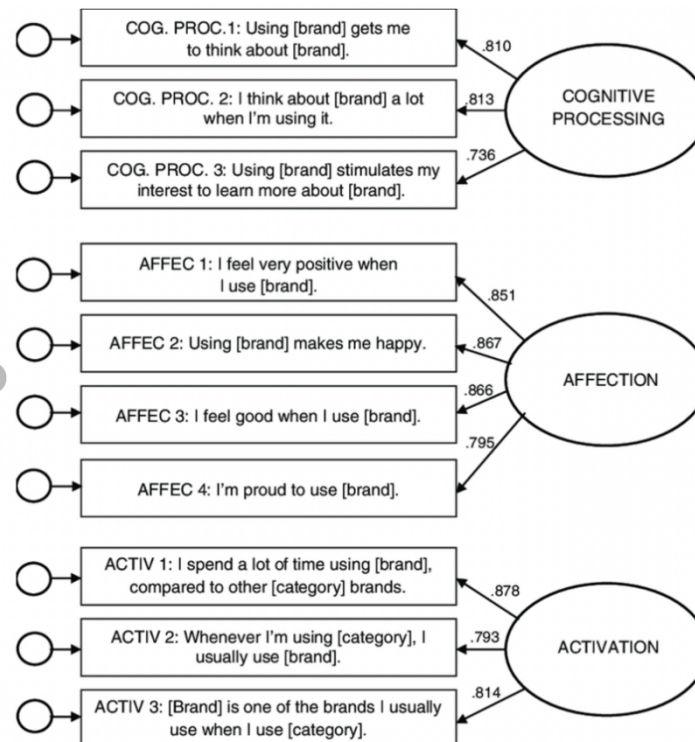 COG. PROC.1: Using [brand] gets me
to think about [brand].
.810
COG. PROC. 2: I think about [brand] a lot
when I'm using it.
.813
COGNITIVE
PROCESSING
COG. PROC. 3: Using [brand] stimulates my
interest to learn more about [brand].
.736
AFFEC 1: I feel very positive when
I use [brand].
.851
AFFEC 2: Using [brand] makes me happy.
.867
AFFECTION
.866
AFFEC 3: I feel good when I use [brand].
.795
AFFEC 4: I'm proud to use [brand].
ACTIV 1: I spend a lot of time using [brand],
compared to other [category] brands.
.878
ACTIV 2: Whenever I'm using [category], I
usually use [brand].
.793
ACTIVATION
.814
ACTIV 3: [Brand] is one of the brands I usually
use when I use [category].